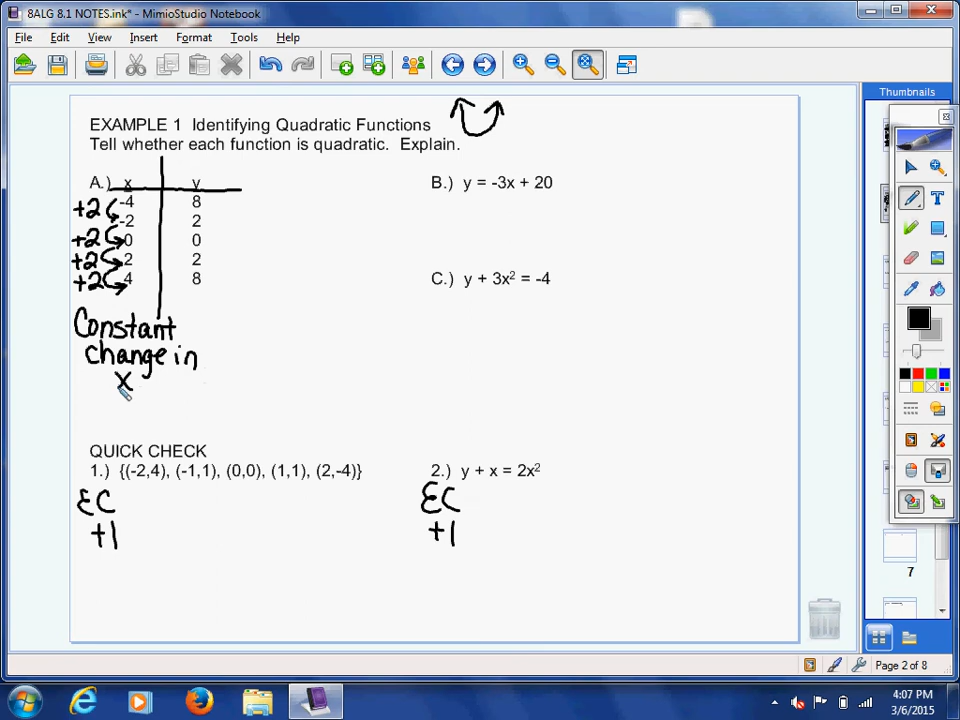 8ALG 8.1 NOTES.ink* - MimioStudio Notebook
File Edit View Insert Format Tools Help
Thumbnails
EXAMPLE 1 Identifying Quadratic Functions
Tell whether each function is quadratic. Explain.
A.) x y
+2 -4 8
+2 -2 2
+2 0 0
+2 2 2
4 8
Constant
change in
x
B.) y = -3x + 20
C.) y + 3x² = -4
QUICK CHECK
1.) {(-2,4), (-1,1), (0,0), (1,1), (2,-4)}
EC
+1
2.) y + x = 2x²
EC
+1
7
Page 2 of 8
4:07 PM
3/6/2015